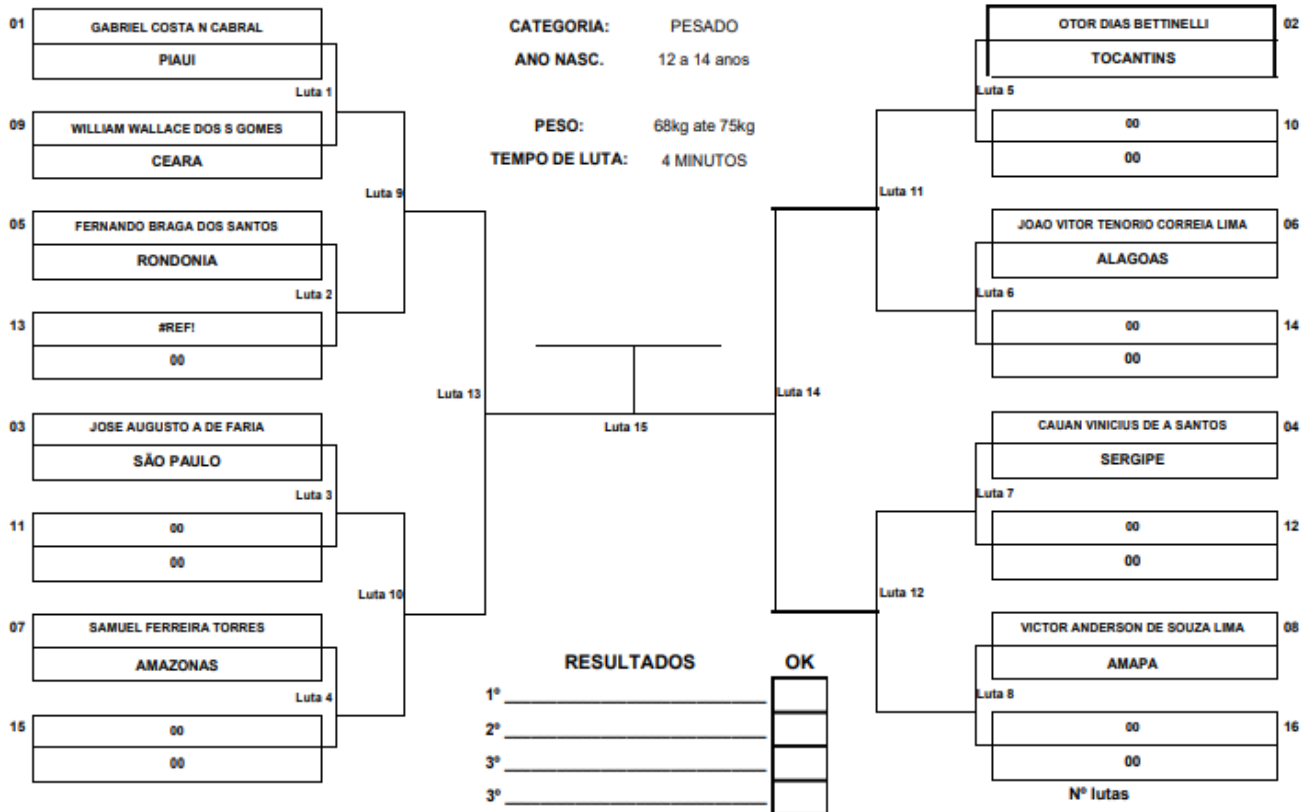 01
GABRIEL COSTA N CABRAL
PIAUI
Luta 1
09
WILLIAM WALLACE DOS S GOMES
CEARA
Luta 9
05
FERNANDO BRAGA DOS SANTOS
RONDONIA
Luta 2
13
#REF!
00
Luta 13
03
JOSE AUGUSTO A DE FARIA
SÃO PAULO
Luta 3
11
00
00
Luta 10
07
SAMUEL FERREIRA TORRES
AMAZONAS
Luta 4
15
00
00
CATEGORIA: PESADO
ANO NASC. 12 a 14 anos
PESO: 68kg ate 75kg
TEMPO DE LUTA: 4 MINUTOS
Luta 15
RESULTADOS OK
1º
2º
3º
3º
OTOR DIAS BETTINELLI
02
TOCANTINS
Luta 5
00
10
00
Luta 11
JOAO VITOR TENORIO CORREIA LIMA
06
ALAGOAS
Luta 6
00
14
00
Luta 14
CAUAN VINICIUS DE A SANTOS
04
SERGIPE
Luta 7
00
12
00
Luta 12
VICTOR ANDERSON DE SOUZA LIMA
08
AMAPA
Luta 8
00
16
00
Nº lutas